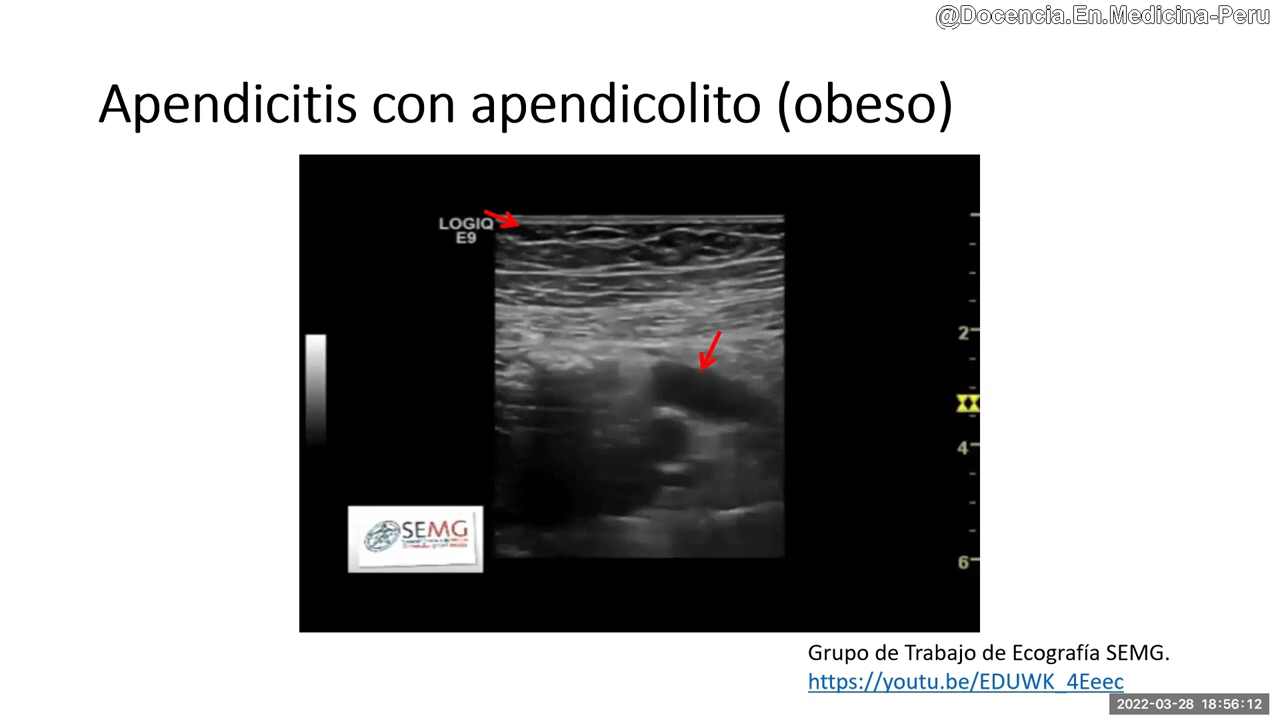 @Docencia.En.Medicina-Peru
Apendicitis con apendicolito (obeso)
LOGIQ
E9
2
4
6
SEMG
Grupo de Trabajo de Ecografía SEMG.
https://youtu.be/EDUWK_4Eeec
2022-03-28 18:56:12